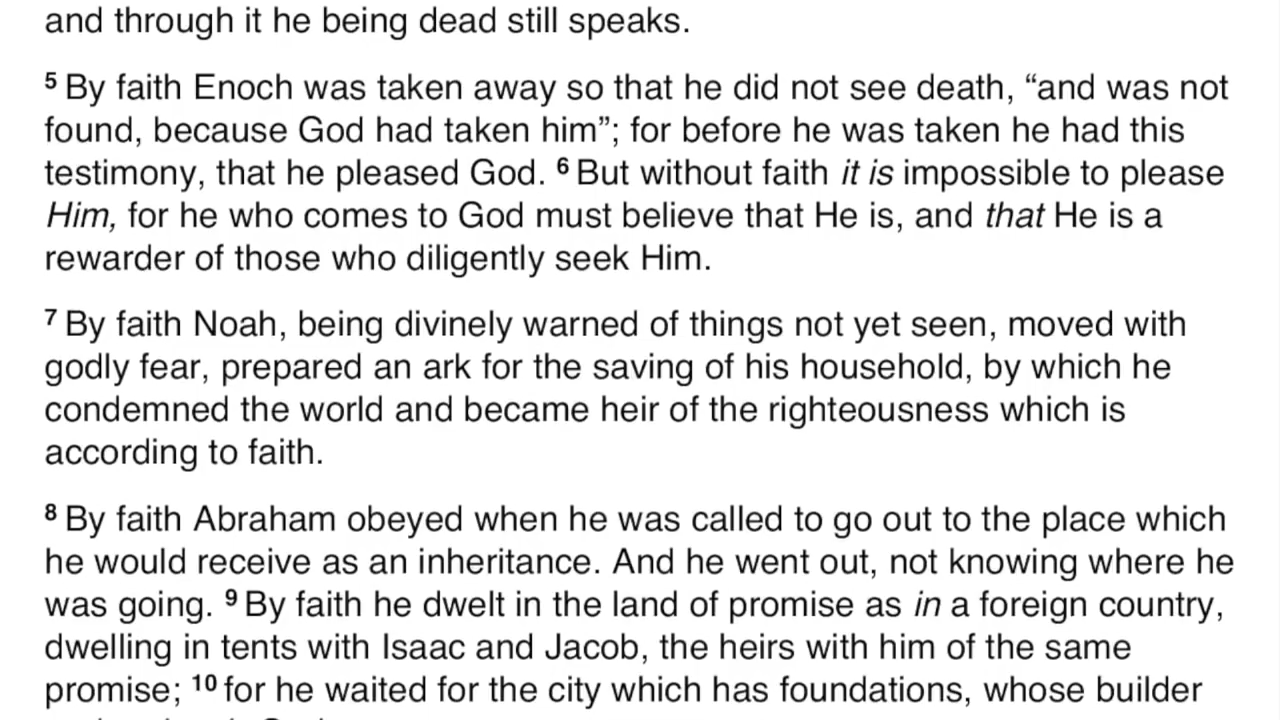 and through it he being dead still speaks.
5 By faith Enoch was taken away so that he did not see death, “and was not
found, because God had taken him”; for before he was taken he had this
testimony, that he pleased God. 6 But without faith it is impossible to please
Him, for he who comes to God must believe that He is, and that He is a
rewarder of those who diligently seek Him.
7 By faith Noah, being divinely warned of things not yet seen, moved with
godly fear, prepared an ark for the saving of his household, by which he
condemned the world and became heir of the righteousness which is
according to faith.
8 By faith Abraham obeyed when he was called to go out to the place which
he would receive as an inheritance. And he went out, not knowing where he
was going. 9 By faith he dwelt in the land of promise as in a foreign country,
dwelling in tents with Isaac and Jacob, the heirs with him of the same
promise; 10 for he waited for the city which has foundations, whose builder